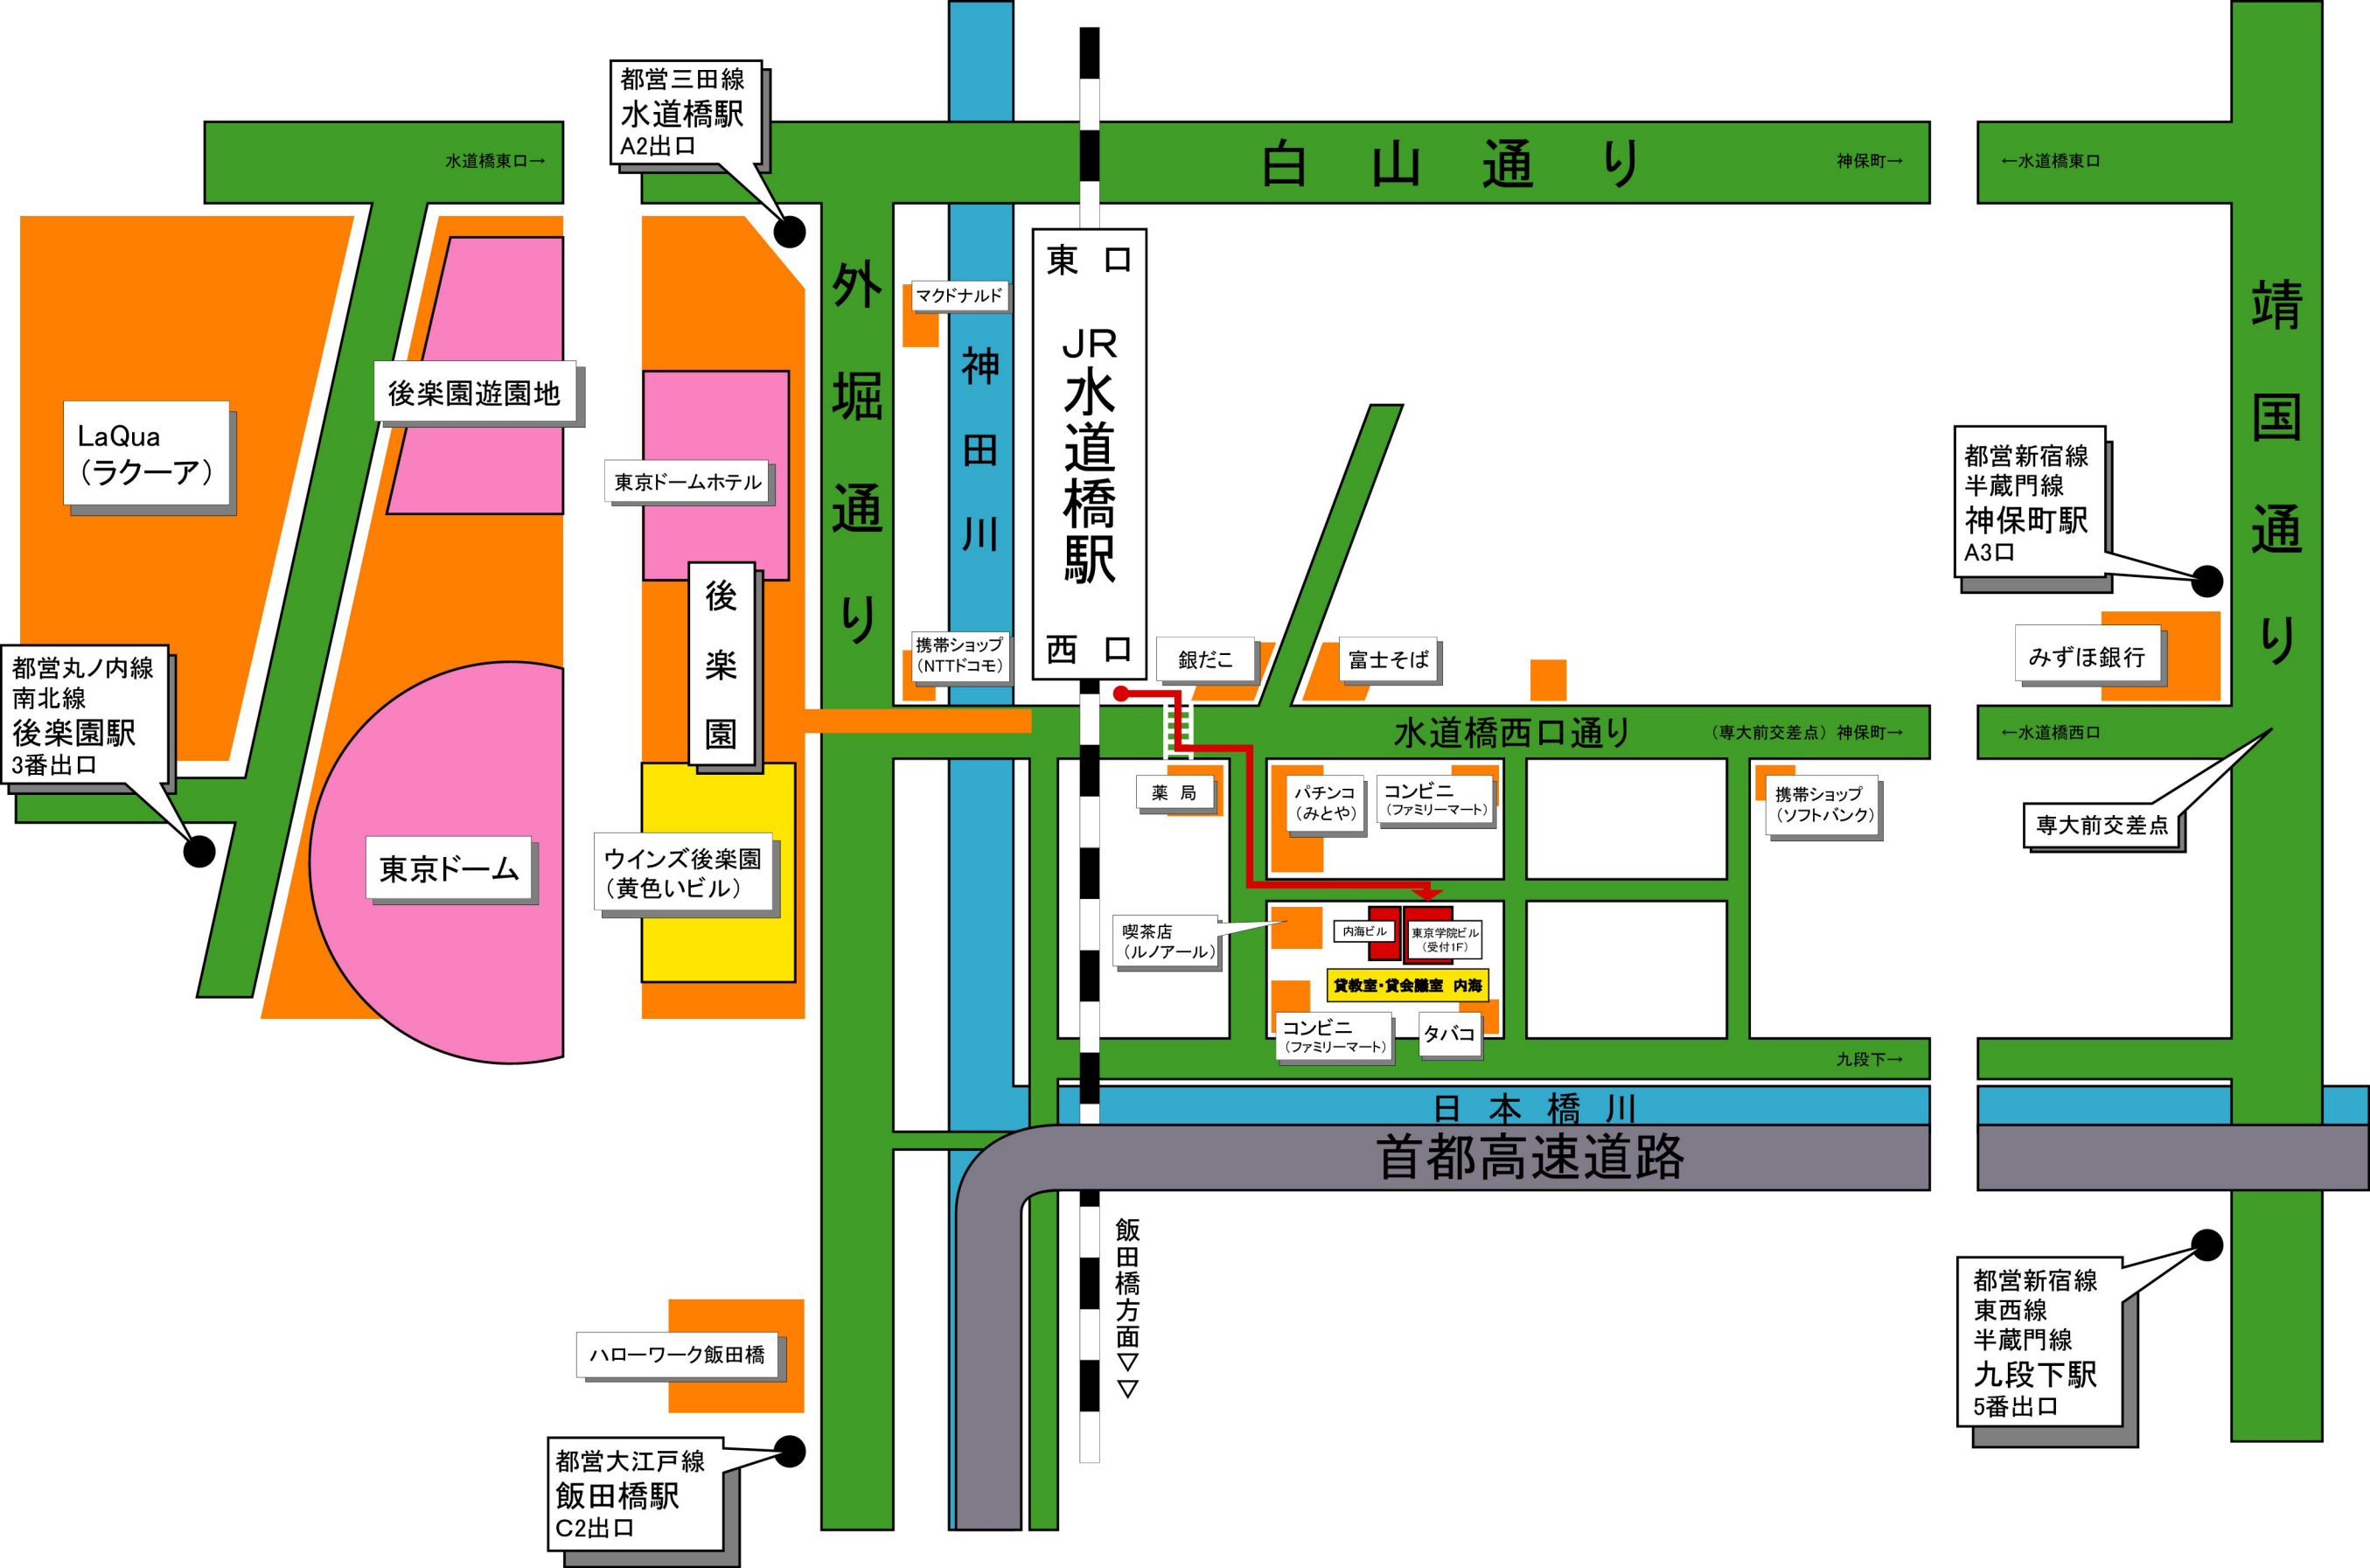 都営三田線
水道橋駅
A2出口
水道橋東口→
白山通り
神保町→
←水道橋東口
東口
JR水道橋駅
西口
外堀通り
神田川
靖国通り
マクドナルド
後楽園遊園地
LaQua
（ラクーア）
東京ドームホテル
後楽園
都営新宿線
半蔵門線
神保町駅
A3口
みずほ銀行
携帯ショップ
（NTTドコモ）
銀だこ
富士そば
都営丸ノ内線
南北線
後楽園駅
3番出口
水道橋西口通り
（専大前交差点）神保町→
←水道橋西口
専大前交差点
薬局
パチンコ
（みとや）
コンビニ
（ファミリーマート）
携帯ショップ
（ソフトバンク）
東京ドーム
ウインズ後楽園
（黄色いビル）
喫茶店
（ルノアール）
内海ビル
東京学院ビル
（受付1F）
貸教室・貸会議室 内海
コンビニ
（ファミリーマート）
タバコ
九段下→
日本橋川
首都高速道路
飯田橋方面▽▽
ハローワーク飯田橋
都営大江戸線
飯田橋駅
C2出口
都営新宿線
東西線
半蔵門線
九段下駅
5番出口